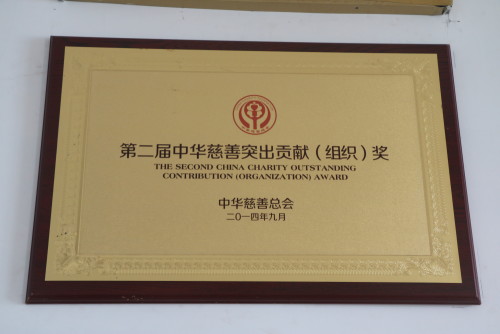 第二届中华慈善突出贡献（组织）奖
THE SECOND CHINA CHARITY OUTSTANDING
CONTRIBUTION (ORGANIZATION) AWARD
中华慈善总会
二〇一四年九月